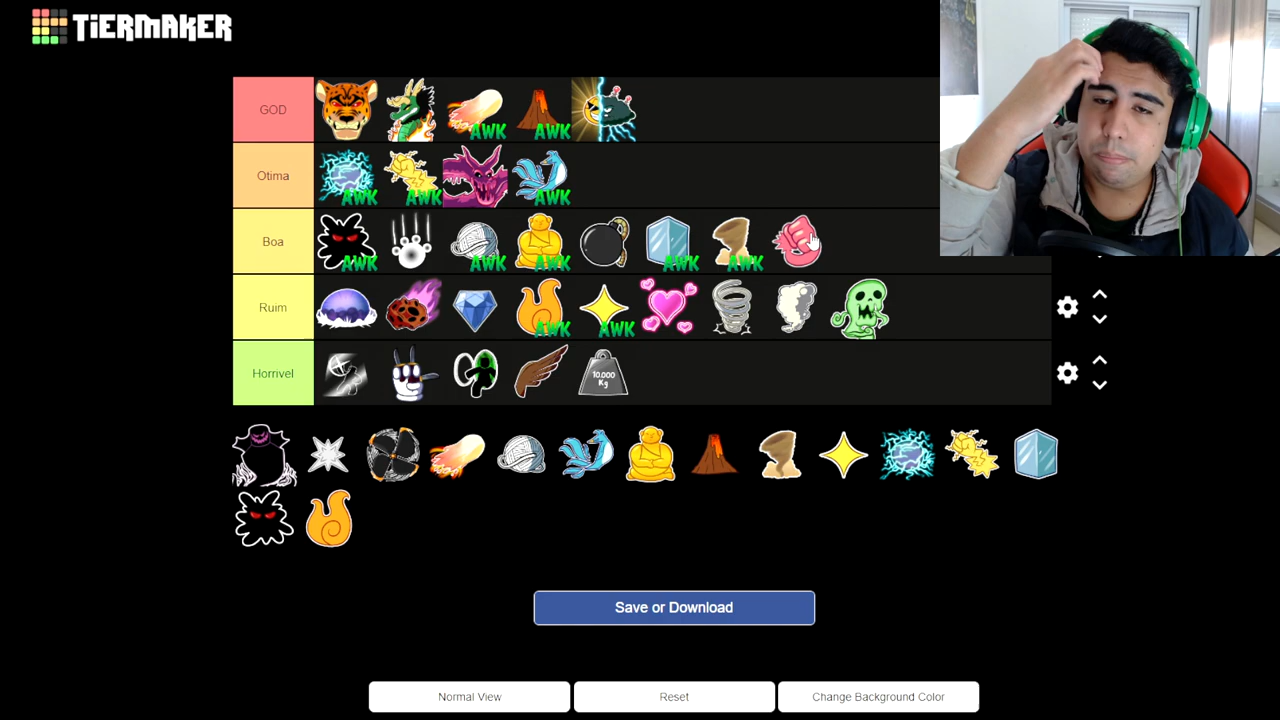 TIERMAKER
GOD
AWK AWK
Otima
AWK AWK AWK
Boa
AWK AWK AWK AWK AWK
Ruim
AWK AWK
Horrivel
10.000
Kg
Save or Download
Normal View
Reset
Change Background Color